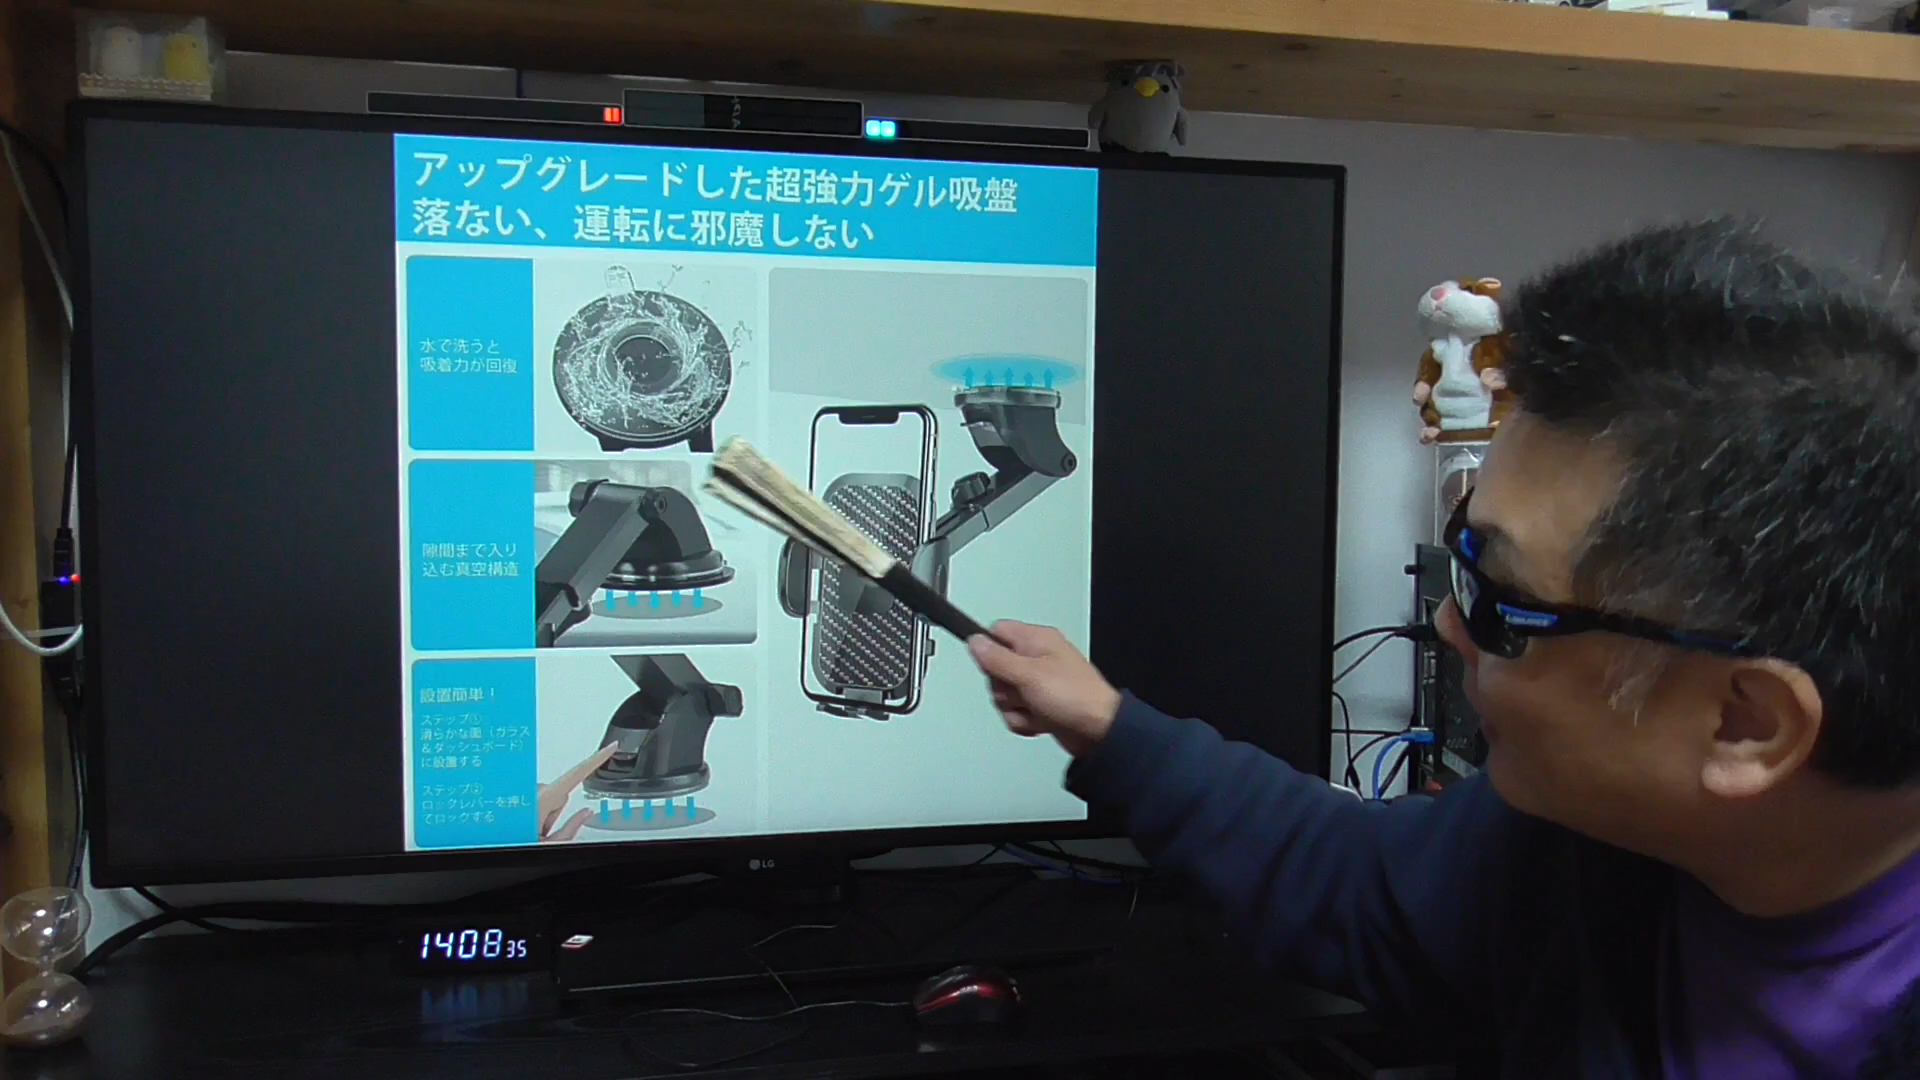 アップグレードした超強力ゲル吸盤
落ない、運転に邪魔しない
水で洗うと
吸着力が回復
隙間まで入り
込む真空構造
設置簡単！
ステップ①
滑らかな面（ガラス
＆ダッシュボード）
に設置する
ステップ②
ロックレバーを押し
てロックする
LG
1408 35